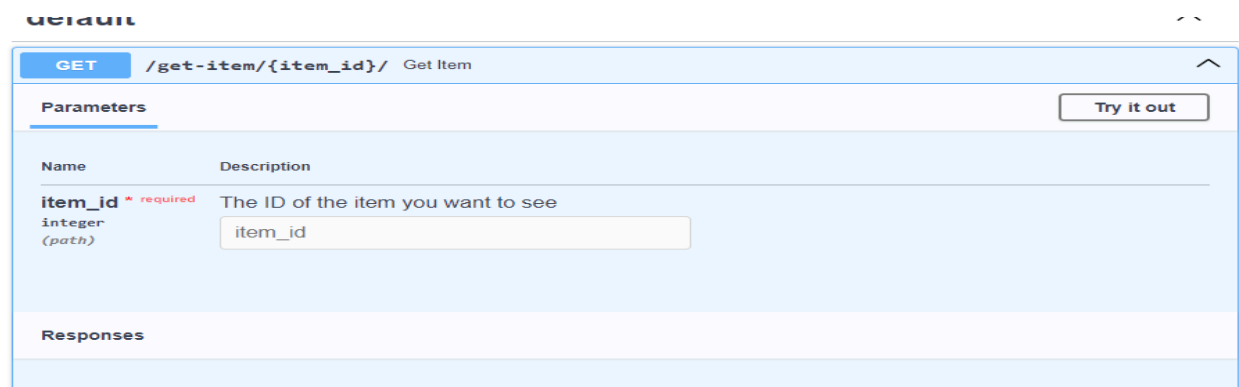 default
GET /get-item/{item_id}/ Get Item
Parameters
Try it out
Name Description
item_id * required The ID of the item you want to see
integer
(path)
item_id
Responses